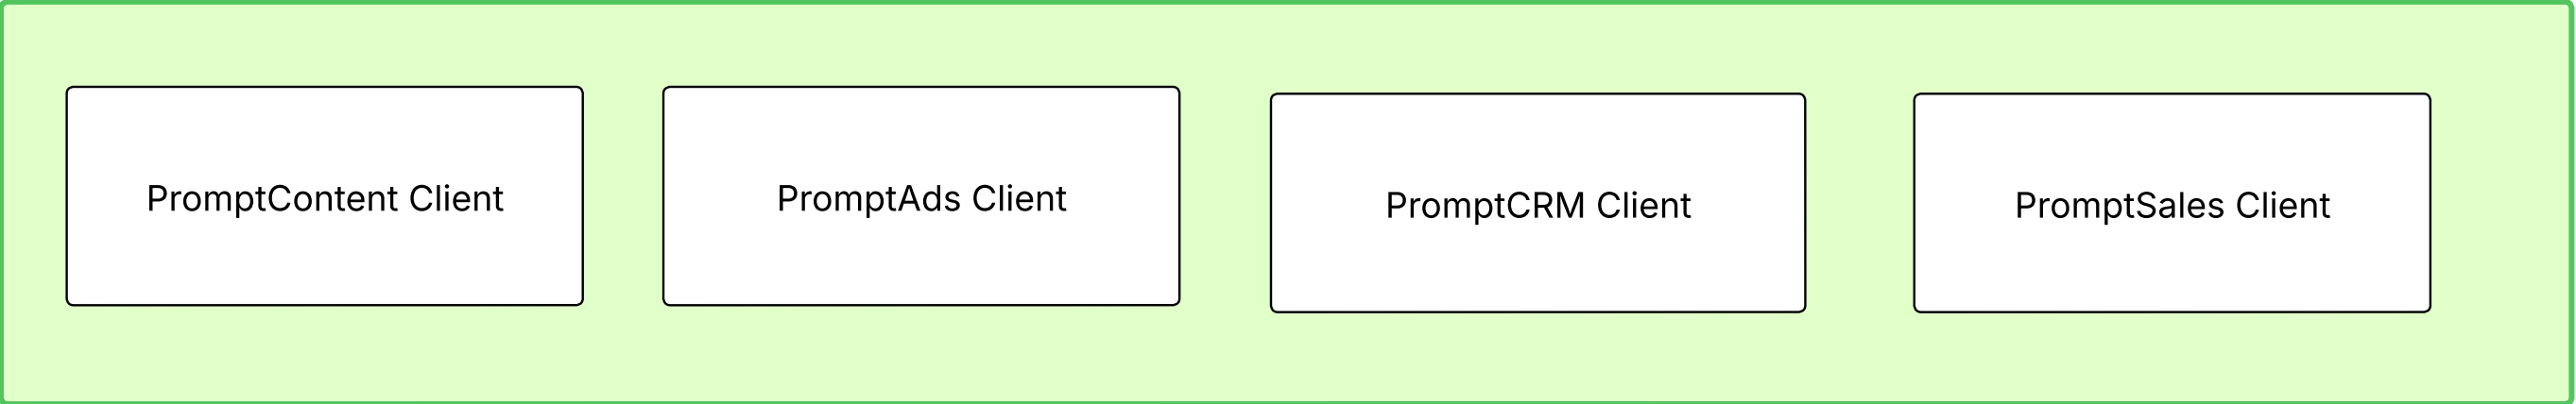 PromptContent Client
PromptAds Client
PromptCRM Client
PromptSales Client